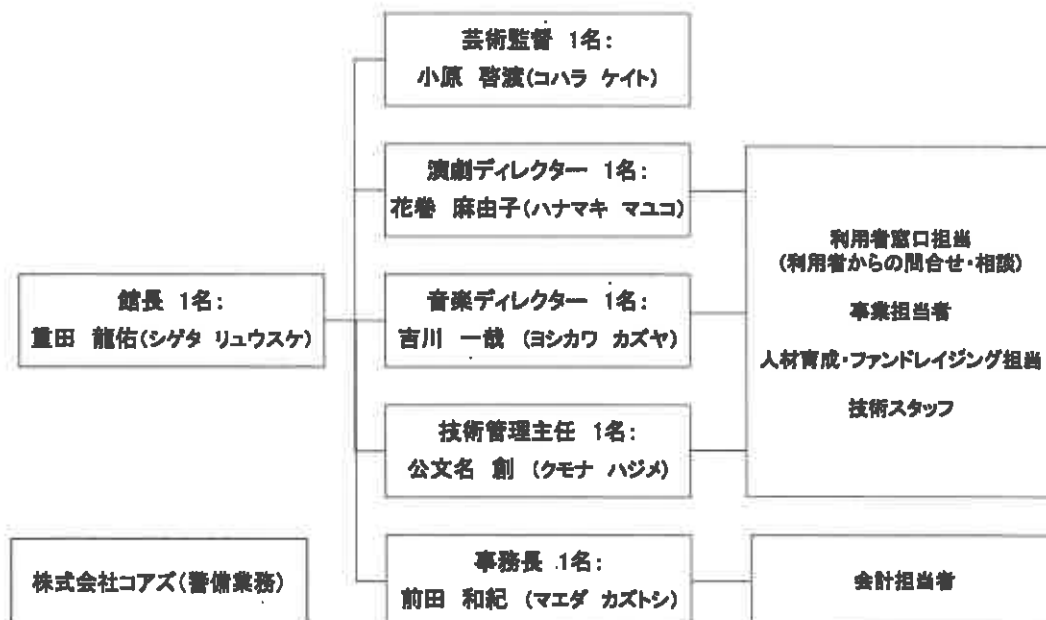 芸術監督 1名:
小原 啓渡(コハラ ケイト)
演劇ディレクター 1名:
花巻 麻由子(ハナマキ マユコ)
館長 1名:
重田 龍佑(シゲタ リュウスケ)
音楽ディレクター 1名:
吉川 一哉 (ヨシカワ カズヤ)
技術管理主任 1名:
公文名 創 (クモナ ハジメ)
事務長 1名:
前田 和紀 (マエダ カズトシ)
利用者窓口担当
(利用者からの問合せ・相談)
事業担当者
人材育成・ファンドレイジング担当
技術スタッフ
会計担当者
株式会社コアズ(警備業務)